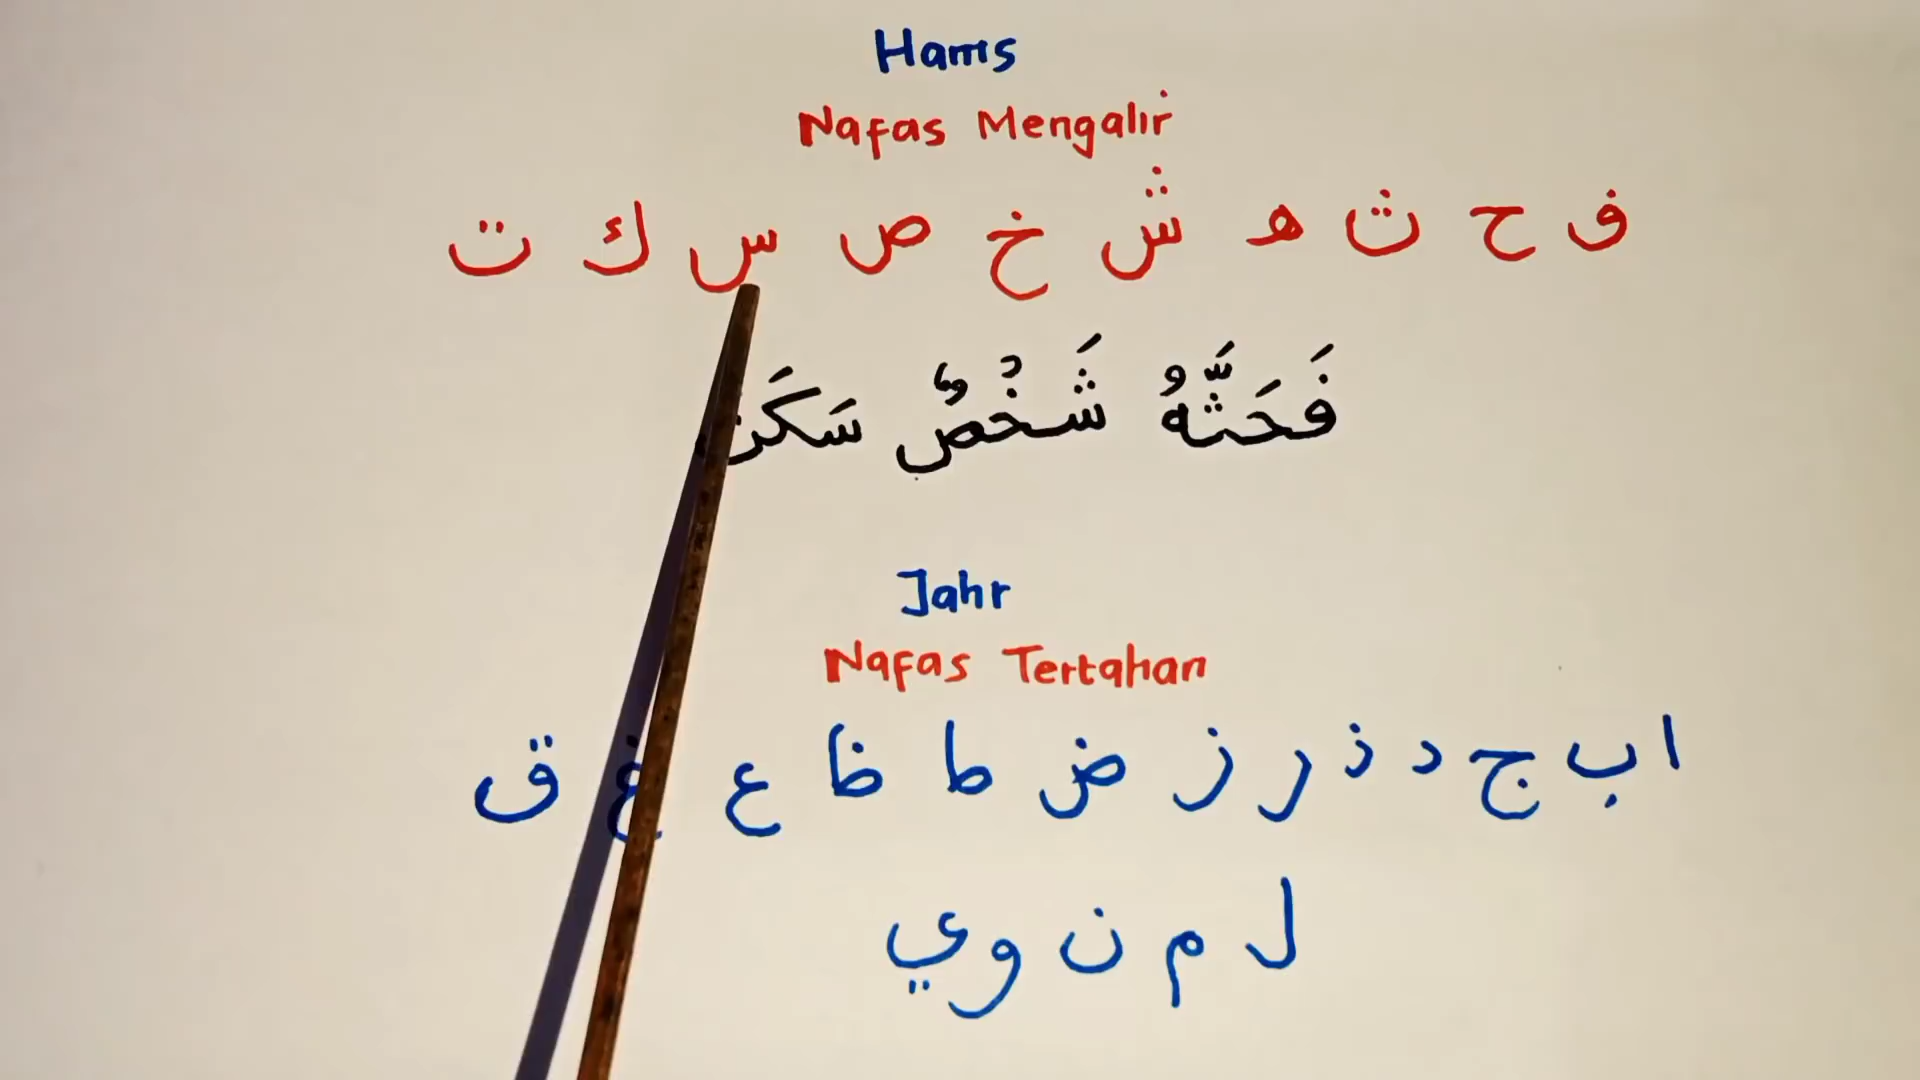 Hams
Nafas Mengalir
ف ح ث ه ش خ ص س ك ت
فَحَثَّهُ شَخْصٌ سَكَت
Jahr
Nafas Tertahan
ا ب ج د ذ ر ز ض ط ظ ع غ ق
ل م ن و ي